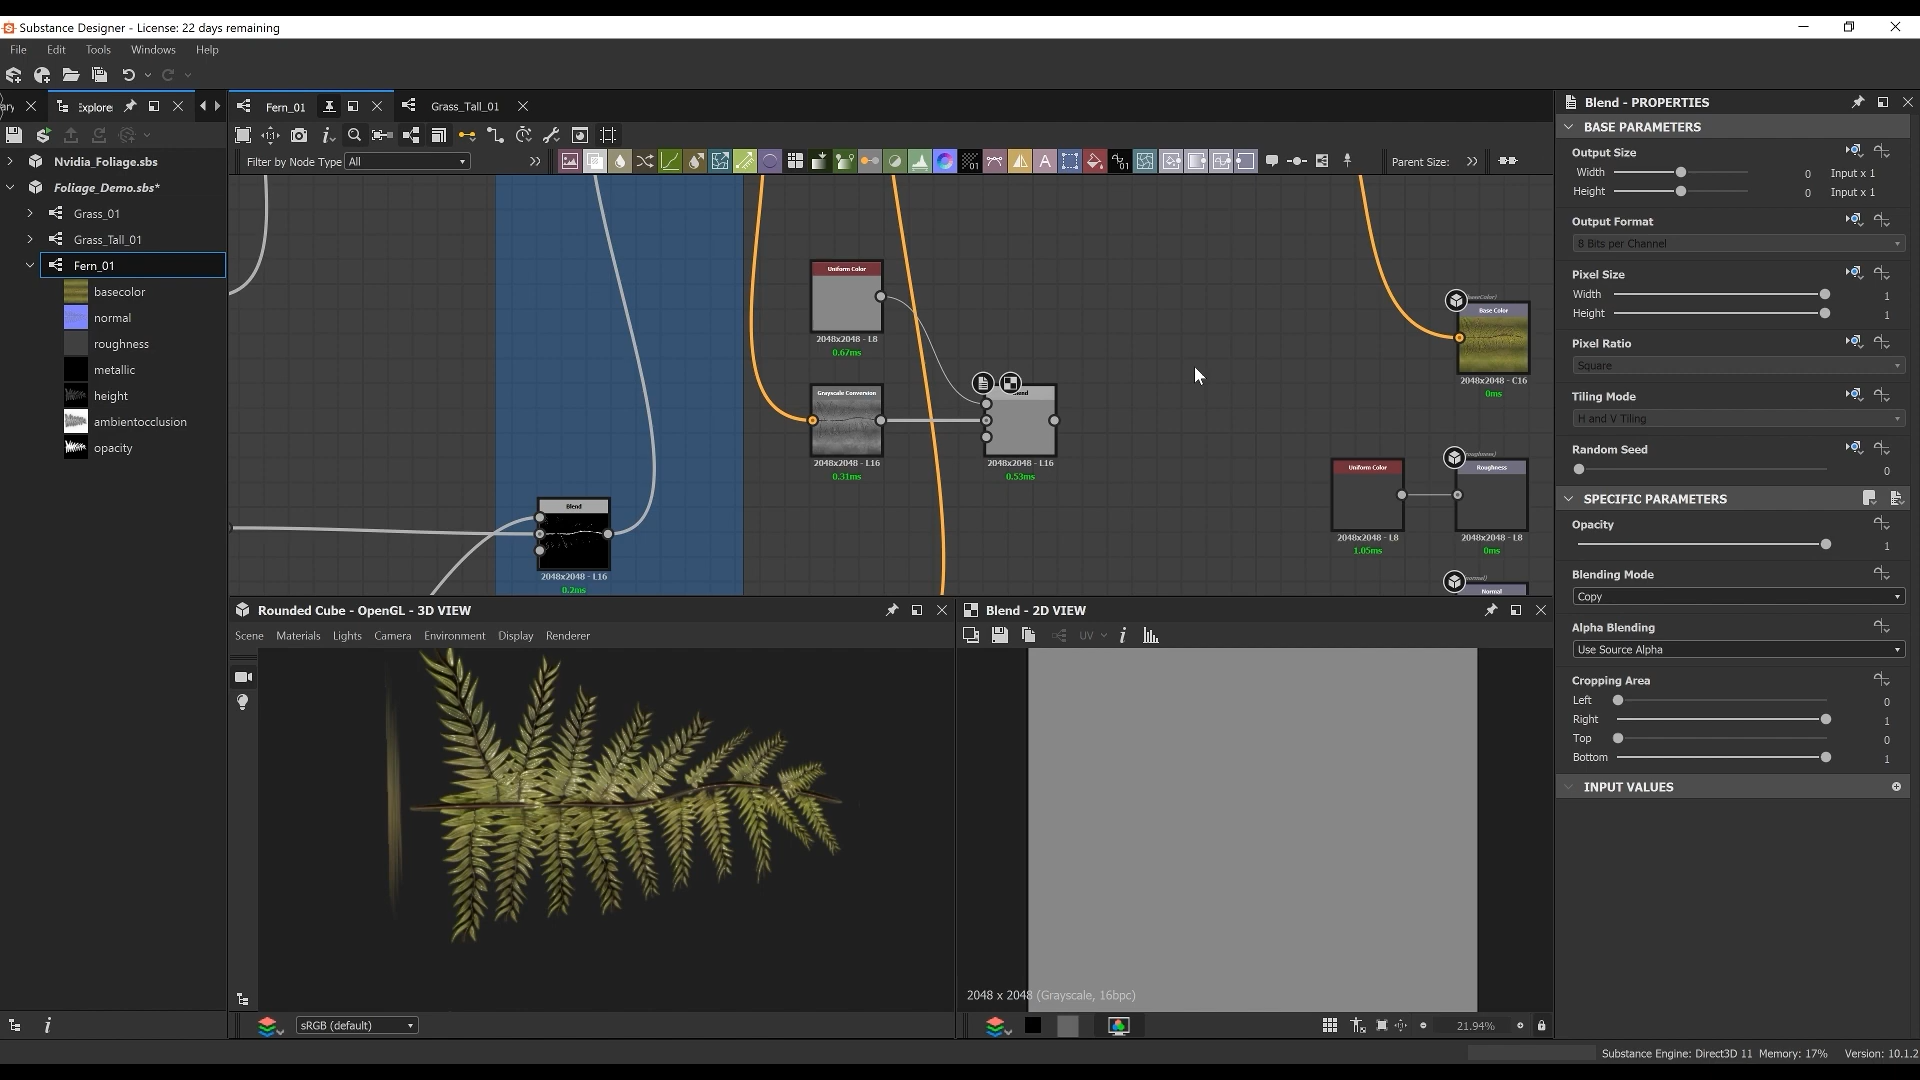 Substance Designer - License: 22 days remaining
File Edit Tools Windows Help
ary Explorer
Fern_01 Grass_Tall_01
Filter by Node Type All Parent Size:
Nvidia_Foliage.sbs
Foliage_Demo.sbs*
Grass_01
Grass_Tall_01
Fern_01
basecolor
normal
roughness
metallic
height
ambientocclusion
opacity
Uniform Color
2048x2048 - L8
0.67ms
Grayscale Conversion
2048x2048 - L16
0.31ms
2048x2048 - L16
0.53ms
Blend
2048x2048 - L16
0.2ms
Base Color
2048x2048 - C16
0ms
Uniform Color
2048x2048 - L8
1.05ms
Roughness
2048x2048 - L8
0ms
Normal
Rounded Cube - OpenGL - 3D VIEW
Scene Materials Lights Camera Environment Display Renderer
sRGB (default)
Blend - 2D VIEW
UV
2048 x 2048 (Grayscale, 16bpc)
21.94%
Blend - PROPERTIES
BASE PARAMETERS
Output Size
Width 0 Input x 1
Height 0 Input x 1
Output Format
8 Bits per Channel
Pixel Size
Width 1
Height 1
Pixel Ratio
Square
Tiling Mode
H and V Tiling
Random Seed
0
SPECIFIC PARAMETERS
Opacity
1
Blending Mode
Copy
Alpha Blending
Use Source Alpha
Cropping Area
Left 0
Right 1
Top 0
Bottom 1
INPUT VALUES
Substance Engine: Direct3D 11 Memory: 17% Version: 10.1.2